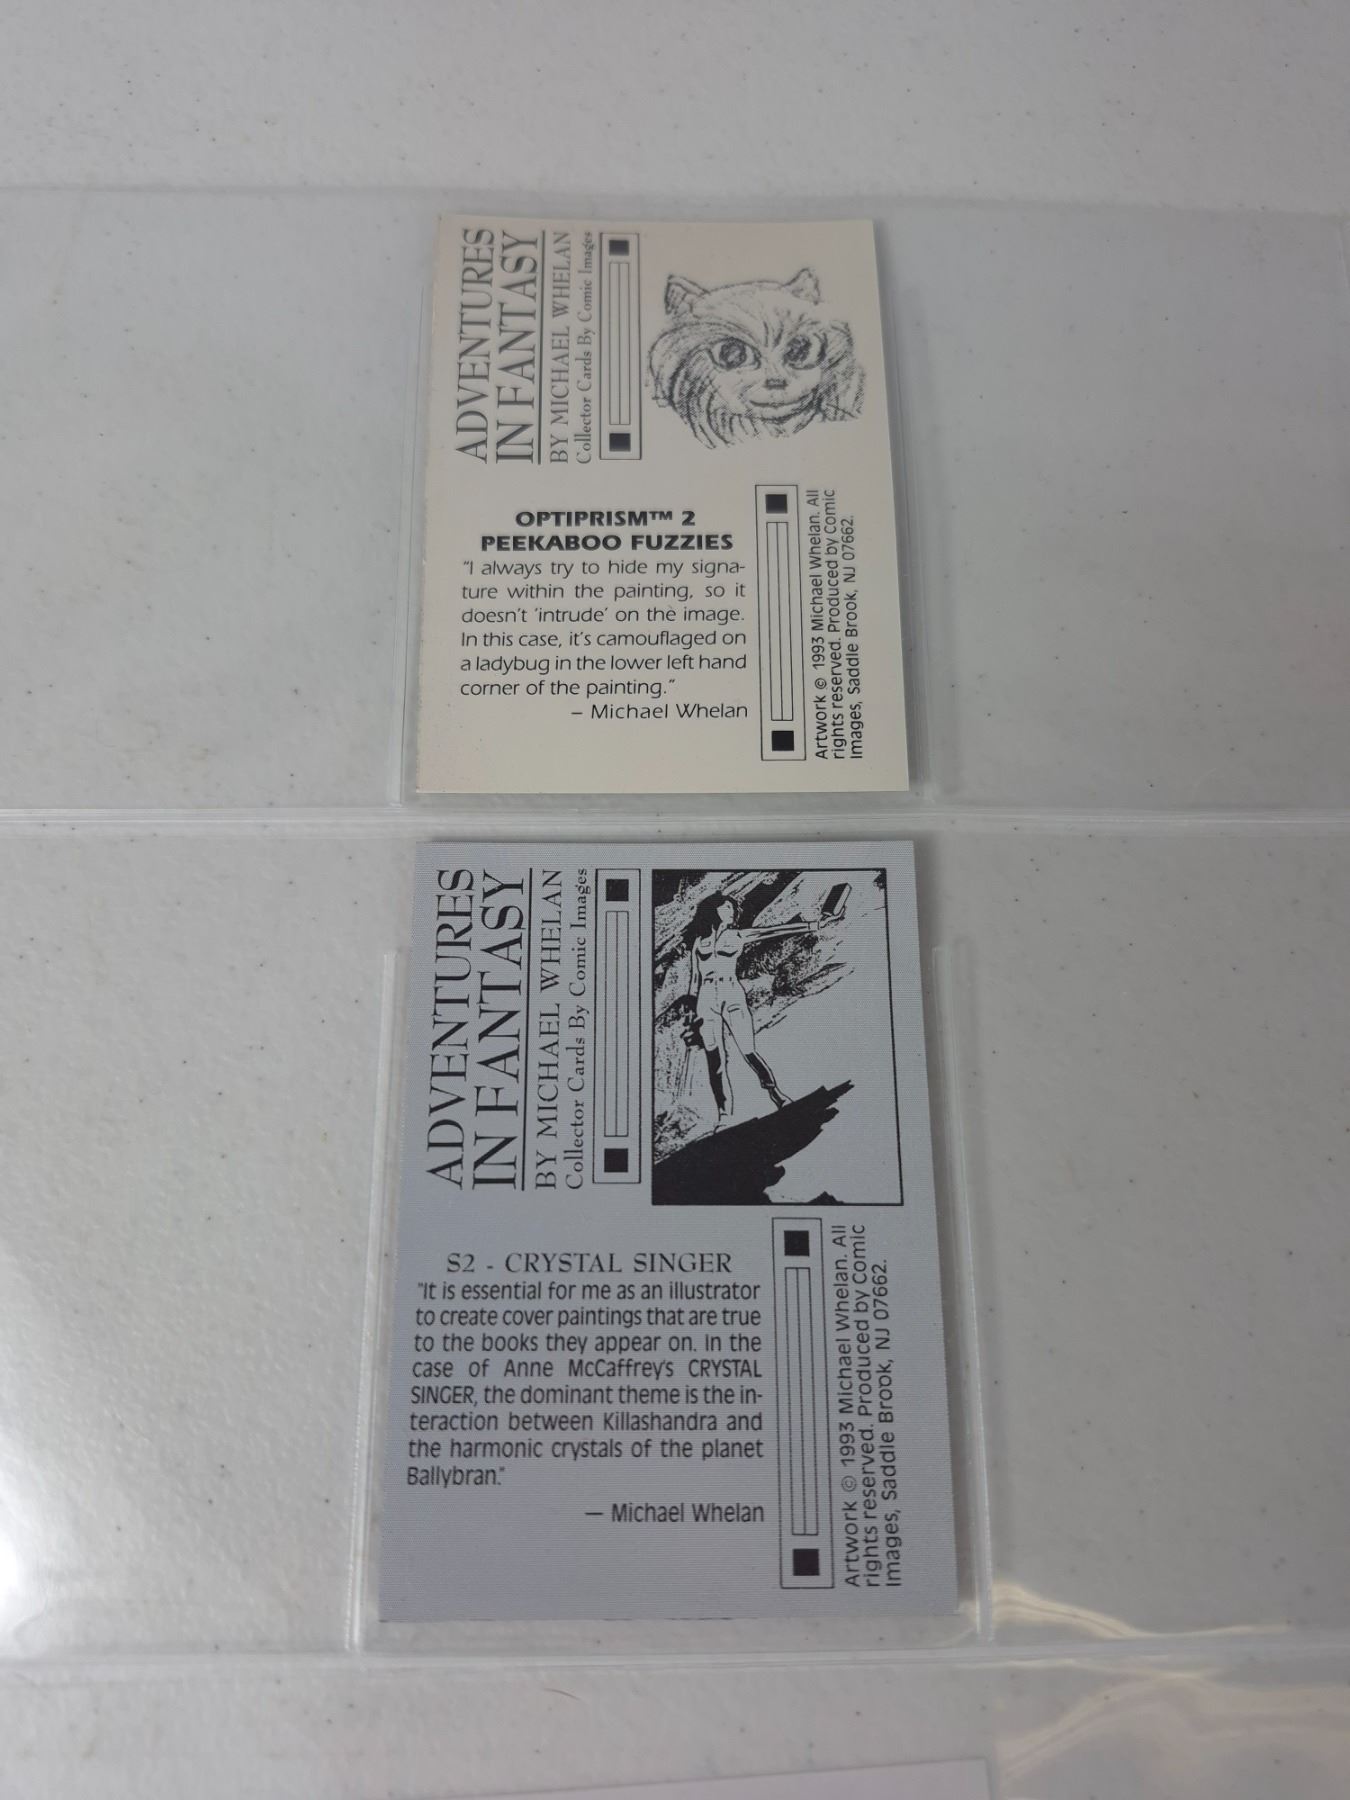 ADVENTURES
IN FANTASY
BY MICHAEL WHELAN
Collector Cards By Comic Images
OPTIPRISM™ 2
PEEKABOO FUZZIES
"I always try to hide my signa-
ture within the painting, so it
doesn't 'intrude' on the image.
In this case, it's camouflaged on
a ladybug in the lower left hand
corner of the painting."
– Michael Whelan
Artwork © 1993 Michael Whelan. All
rights reserved. Produced by Comic
Images, Saddle Brook, NJ 07662.
ADVENTURES
IN FANTASY
BY MICHAEL WHELAN
Collector Cards By Comic Images
S2 - CRYSTAL SINGER
"It is essential for me as an illustrator
to create cover paintings that are true
to the books they appear on. In the
case of Anne McCaffrey's CRYSTAL
SINGER, the dominant theme is the in-
teraction between Killashandra and
the harmonic crystals of the planet
Ballybran."
— Michael Whelan
Artwork © 1993 Michael Whelan. All
rights reserved. Produced by Comic
Images, Saddle Brook, NJ 07662.